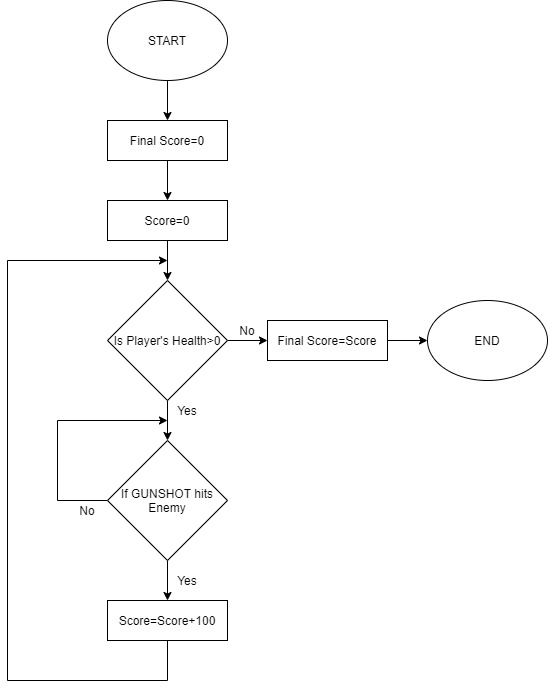 START
Final Score=0
Score=0
Is Player's Health>0
No
Final Score=Score
END
Yes
If GUNSHOT hits
Enemy
No
Yes
Score=Score+100